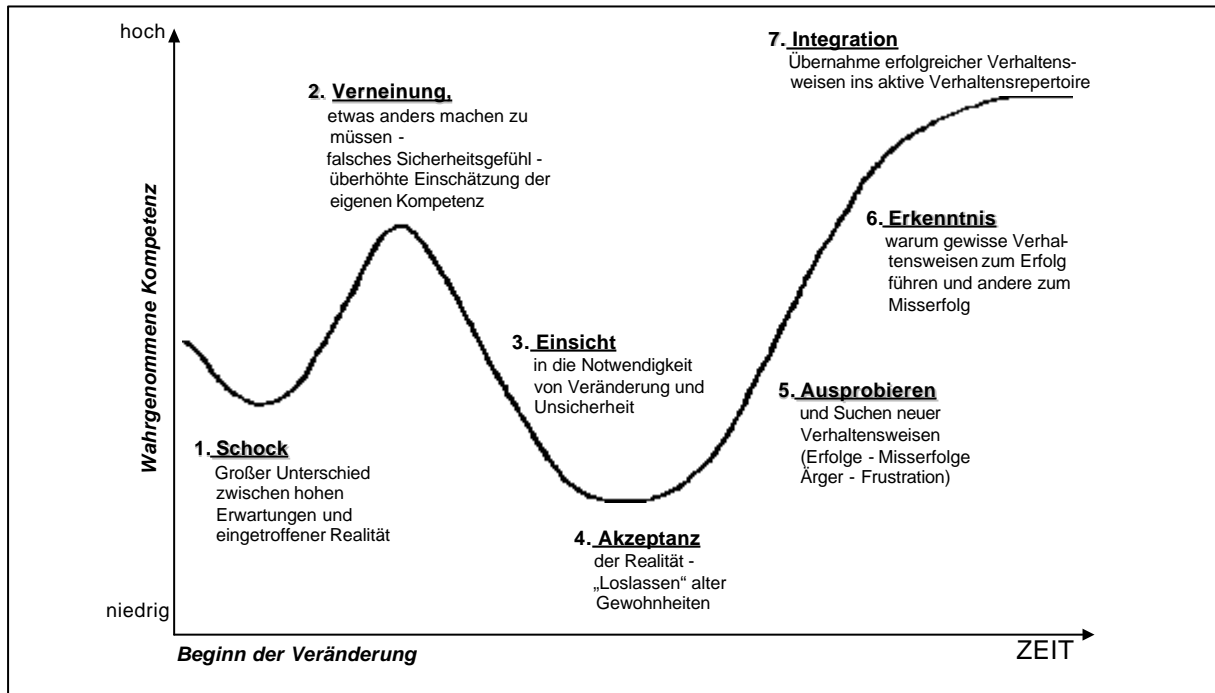 hoch
Wahrgenommene Kompetenz
niedrig
Beginn der Veränderung
ZEIT
1. Schock
Großer Unterschied
zwischen hohen
Erwartungen und
eingetroffener Realität
2. Verneinung,
etwas anders machen zu
müssen -
falsches Sicherheitsgefühl -
überhöhte Einschätzung der
eigenen Kompetenz
3. Einsicht
in die Notwendigkeit
von Veränderung und
Unsicherheit
4. Akzeptanz
der Realität -
„Loslassen“ alter
Gewohnheiten
5. Ausprobieren
und Suchen neuer
Verhaltensweisen
(Erfolge - Misserfolge
Ärger - Frustration)
6. Erkenntnis
warum gewisse Verhal-
tensweisen zum Erfolg
führen und andere zum
Misserfolg
7. Integration
Übernahme erfolgreicher Verhaltens-
weisen ins aktive Verhaltensrepertoire